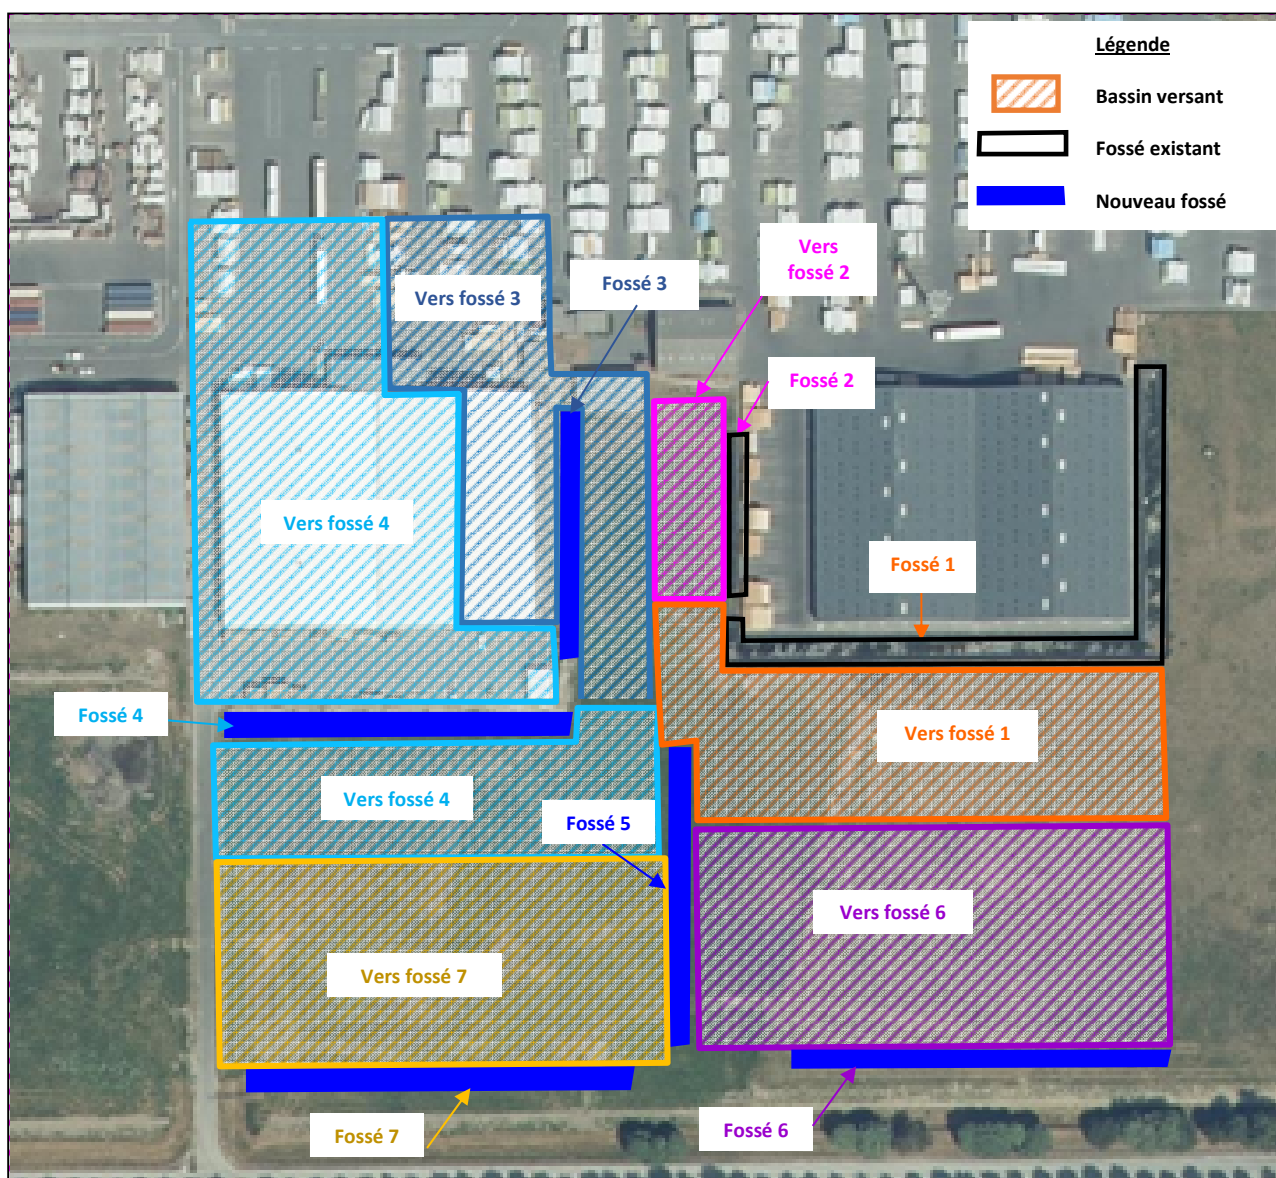 Légende
Bassin versant
Fossé existant
Nouveau fossé
Vers
fossé 2
Fossé 3
Vers fossé 3
Fossé 2
Vers fossé 4
Fossé 1
Fossé 4
Vers fossé 1
Vers fossé 4
Fossé 5
Vers fossé 6
Vers fossé 7
Fossé 7
Fossé 6